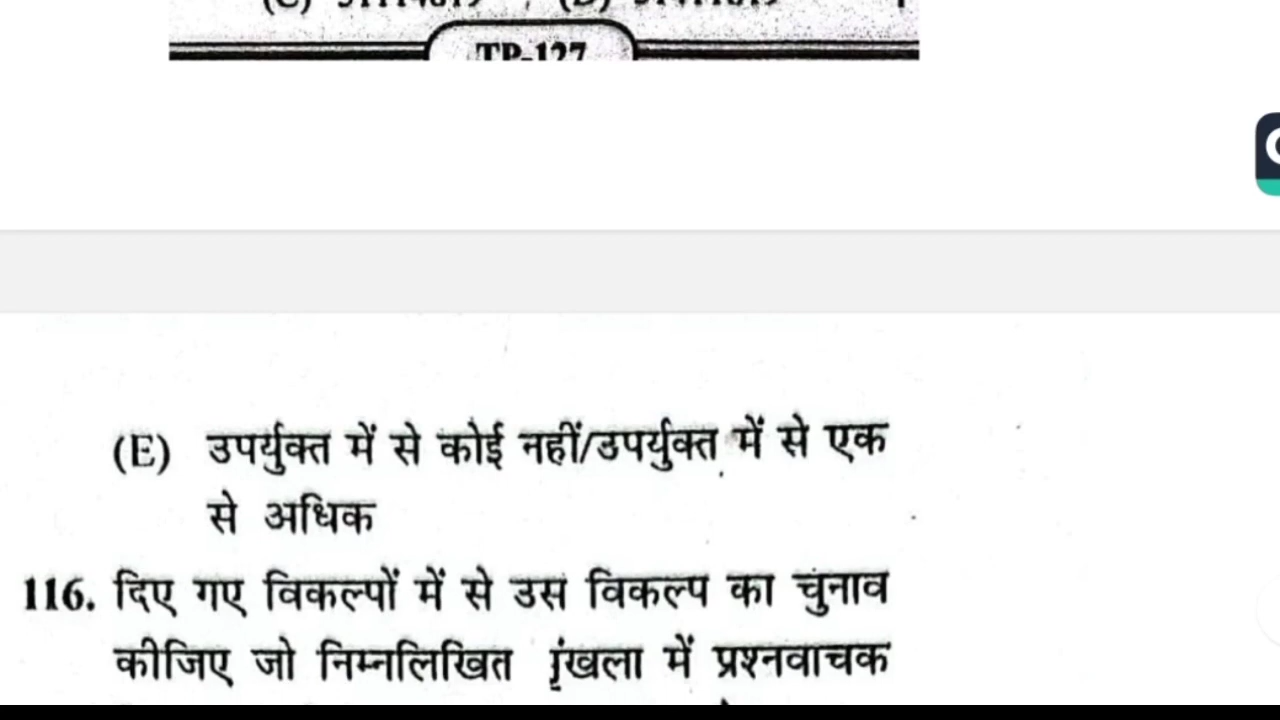 TP-127
(E) उपर्युक्त में से कोई नहीं/उपर्युक्त में से एक
से अधिक
116. दिए गए विकल्पों में से उस विकल्प का चुनाव
कीजिए जो निम्नलिखित शृंखला में प्रश्नवाचक